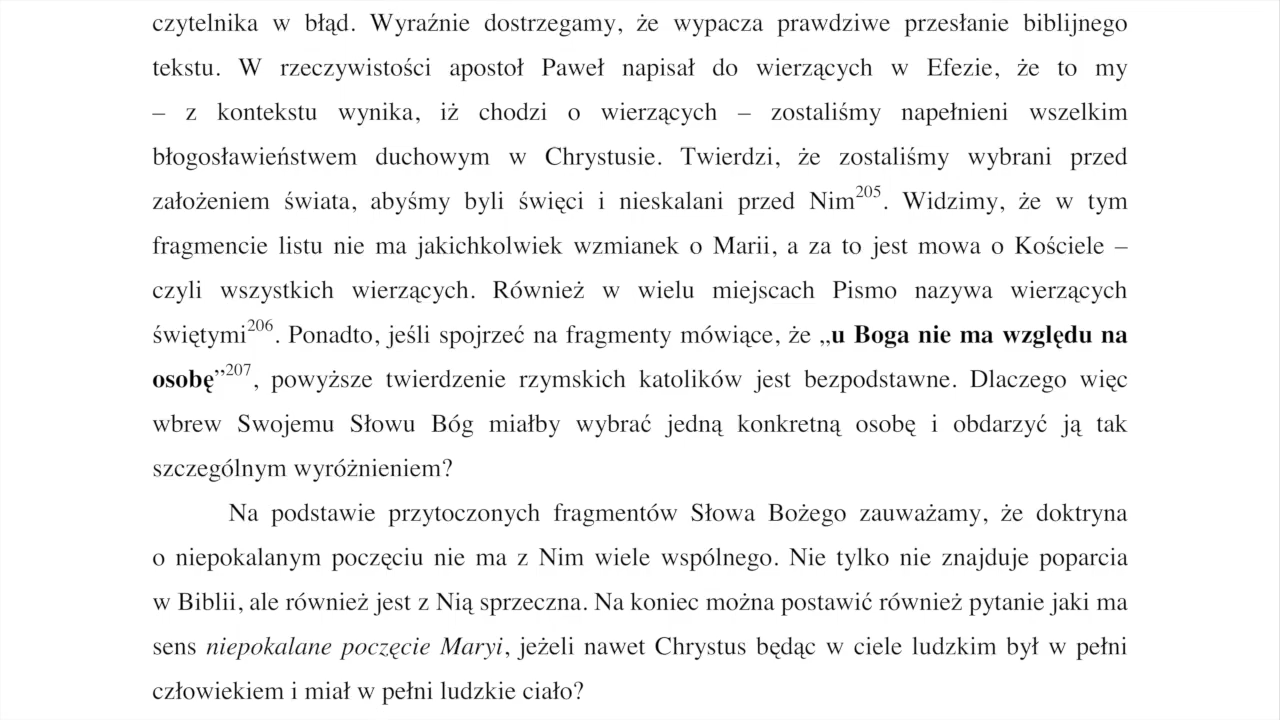 czytelnika w błąd. Wyraźnie dostrzegamy, że wypacza prawdziwe przesłanie biblijnego
tekstu. W rzeczywistości apostoł Paweł napisał do wierzących w Efezie, że to my
– z kontekstu wynika, iż chodzi o wierzących – zostaliśmy napełnieni wszelkim
błogosławieństwem duchowym w Chrystusie. Twierdzi, że zostaliśmy wybrani przed
założeniem świata, abyśmy byli święci i nieskalani przed Nim205. Widzimy, że w tym
fragmencie listu nie ma jakichkolwiek wzmianek o Marii, a za to jest mowa o Kościele –
czyli wszystkich wierzących. Również w wielu miejscach Pismo nazywa wierzących
świętymi206. Ponadto, jeśli spojrzeć na fragmenty mówiące, że „u Boga nie ma względu na
osobę”207, powyższe twierdzenie rzymskich katolików jest bezpodstawne. Dlaczego więc
wbrew Swojemu Słowu Bóg miałby wybrać jedną konkretną osobę i obdarzyć ją tak
szczególnym wyróżnieniem?
Na podstawie przytoczonych fragmentów Słowa Bożego zauważamy, że doktryna
o niepokalanym poczęciu nie ma z Nim wiele wspólnego. Nie tylko nie znajduje poparcia
w Biblii, ale również jest z Nią sprzeczna. Na koniec można postawić również pytanie jaki ma
sens niepokalane poczęcie Maryi, jeżeli nawet Chrystus będąc w ciele ludzkim był w pełni
człowiekiem i miał w pełni ludzkie ciało?